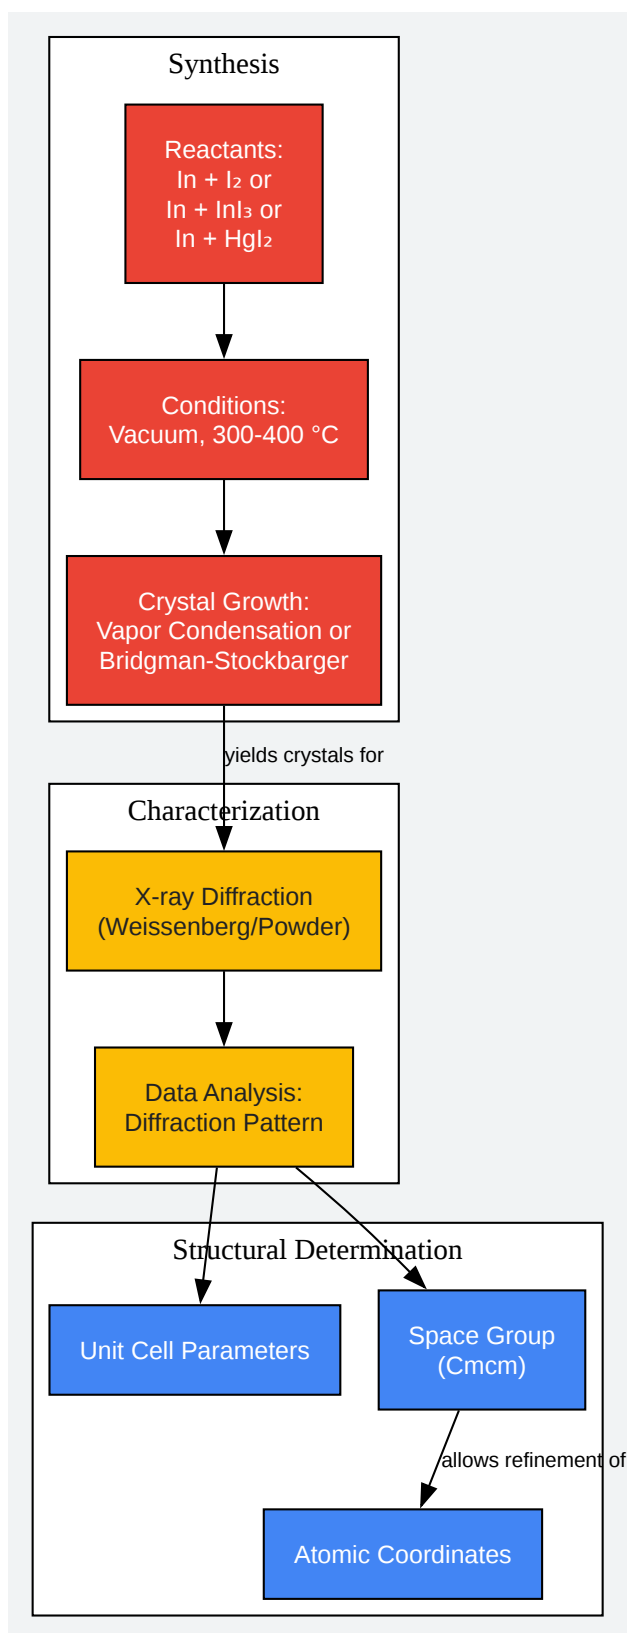 Synthesis
Reactants:
In + I₂ or
In + InI₃ or
In + HgI₂
Conditions:
Vacuum, 300-400 °C
Crystal Growth:
Vapor Condensation or
Bridgman-Stockbarger
yields crystals for
Characterization
X-ray Diffraction
(Weissenberg/Powder)
Data Analysis:
Diffraction Pattern
Structural Determination
Unit Cell Parameters
Space Group
(Cmcm)
allows refinement of
Atomic Coordinates